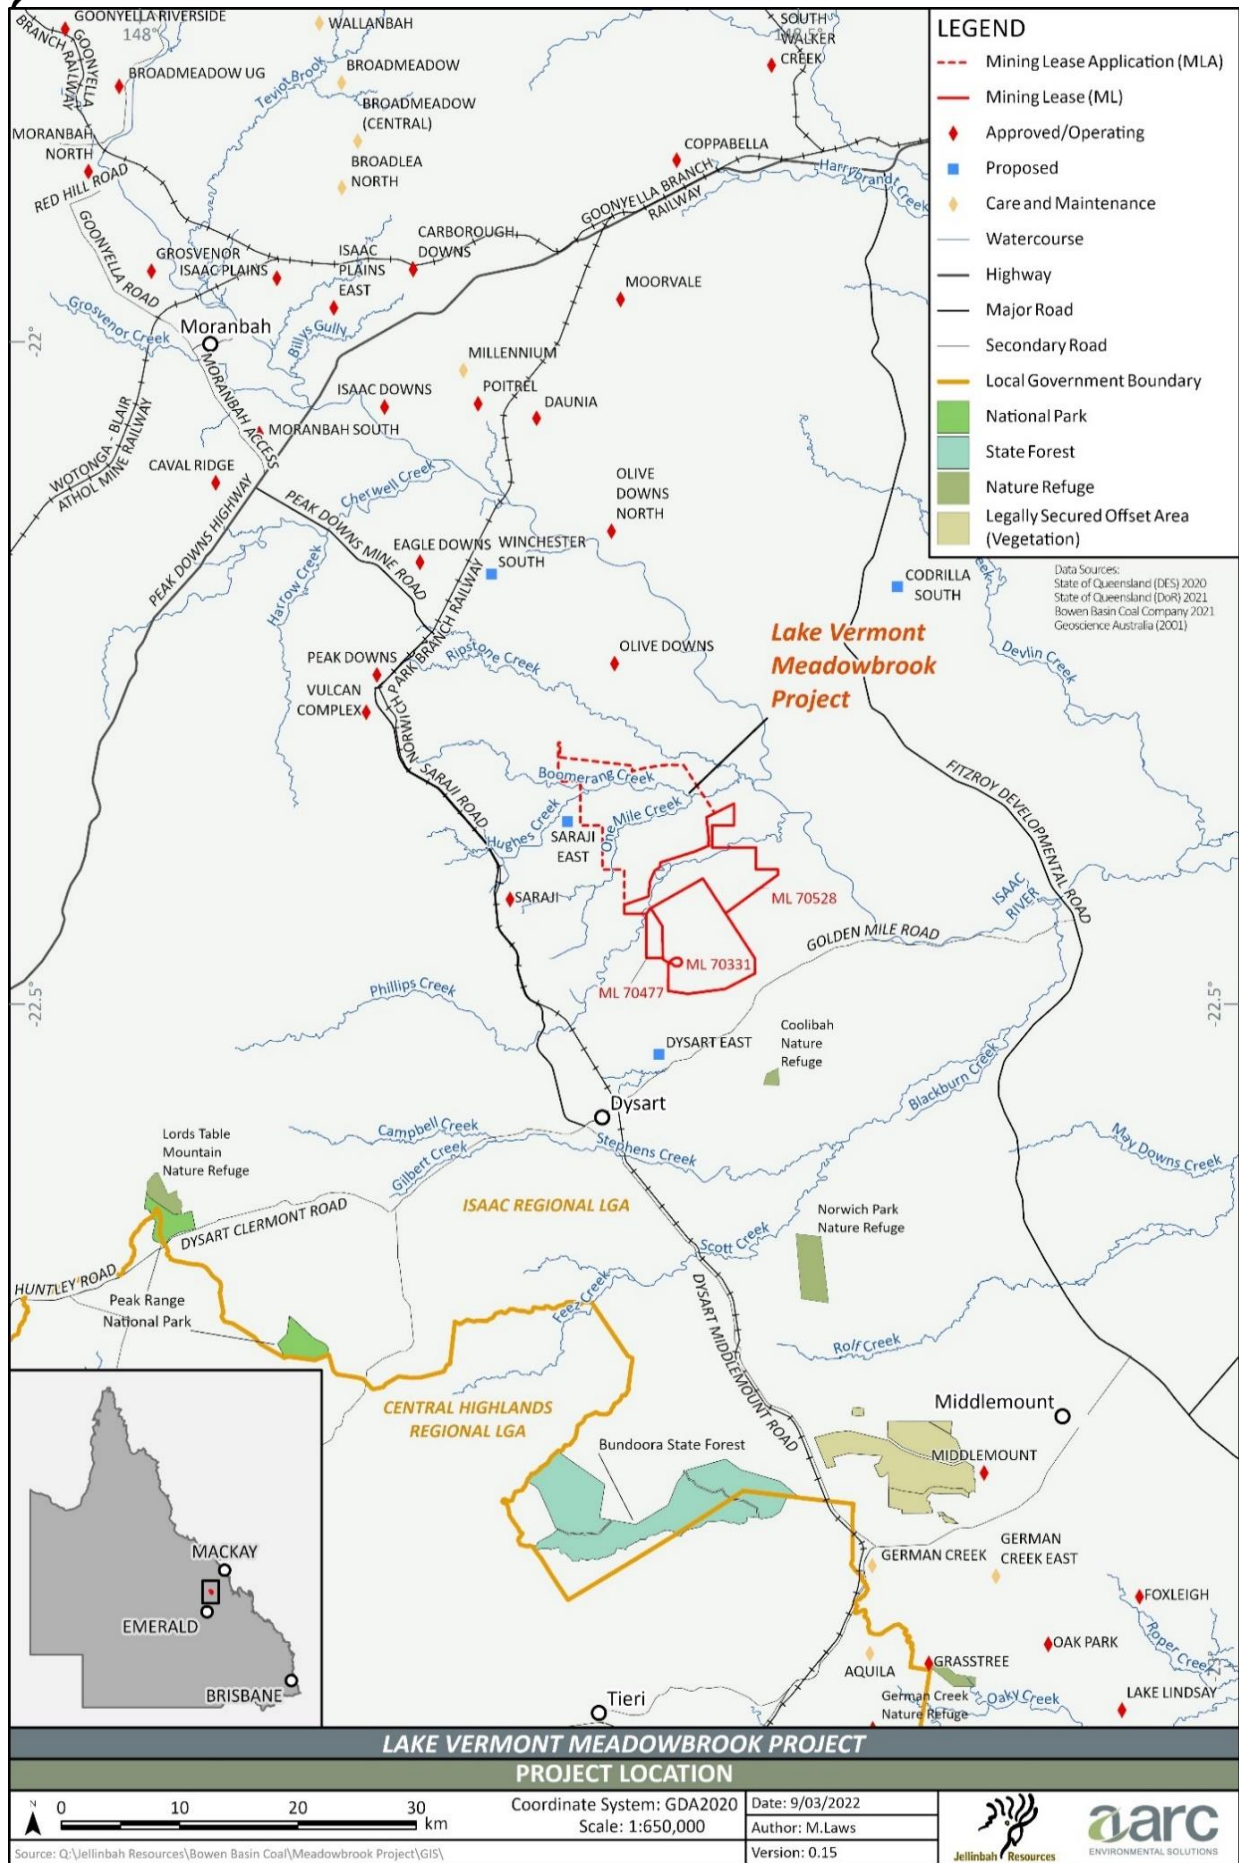 GOONYELLA RIVERSIDE
148°
BRANCH RAILWAY
GOONYELLA
WALLANBAH
SOUTH
WALKER
CREEK
148.5°
BROADMEADOW UG
BROADMEADOW
Teviot Brook
BROADMEADOW
(CENTRAL)
MORANBAH
NORTH
BROADLEA
NORTH
COPPABELLA
RED HILL ROAD
GOONYELLA BRANCH
RAILWAY
Harrybrandt Creek
GOONYELLA ROAD
GROSVENOR
ISAAC PLAINS
ISAAC
PLAINS
EAST
CARBOROUGH
DOWNS
MOORVALE
Grosvenor Creek
Moranbah
Billys Gully
-22°
MILLENNIUM
MORANBAH ACCESS
ISAAC DOWNS
POITREL
DAUNIA
MORANBAH SOUTH
WOTONGA - BLAIR
ATHOL MINE RAILWAY
CAVAL RIDGE
Cherwell Creek
OLIVE
DOWNS
NORTH
PEAK DOWNS HIGHWAY
PEAK DOWNS MINE ROAD
EAGLE DOWNS
WINCHESTER
SOUTH
Harrow Creek
CODRILLA
SOUTH
eek
Devlin Creek
Lake Vermont
Meadowbrook
Project
PEAK DOWNS
Ripstone Creek
OLIVE DOWNS
VULCAN
COMPLEX
NORWICH PARK BRANCH RAILWAY
SARAJI ROAD
Boomerang Creek
FITZROY DEVELOPMENTAL ROAD
Hughes Creek
SARAJI
EAST
One Mile Creek
SARAJI
ML 70528
ISAAC
RIVER
GOLDEN MILE ROAD
ML 70331
ML 70477
Phillips Creek
-22.5°
-22.5°
DYSART EAST
Coolibah
Nature
Refuge
Blackburn Creek
Dysart
Lords Table
Mountain
Nature Refuge
Campbell Creek
Gilbert Creek
Stephens Creek
May Downs Creek
ISAAC REGIONAL LGA
DYSART CLERMONT ROAD
Norwich Park
Nature Refuge
Scott Creek
HUNTLEY ROAD
Peak Range
National Park
Feez Creek
DYSART MIDDLEMOUNT ROAD
Rolf Creek
CENTRAL HIGHLANDS
REGIONAL LGA
Middlemount
Bundoora State Forest
MIDDLEMOUNT
GERMAN CREEK
GERMAN
CREEK EAST
FOXLEIGH
OAK PARK
Roper Creek
-23°
AQUILA
GRASSTREE
German Creek
Nature Refuge
Oaky Creek
LAKE LINDSAY
Tieri
MACKAY
EMERALD
BRISBANE
LEGEND
Mining Lease Application (MLA)
Mining Lease (ML)
Approved/Operating
Proposed
Care and Maintenance
Watercourse
Highway
Major Road
Secondary Road
Local Government Boundary
National Park
State Forest
Nature Refuge
Legally Secured Offset Area
(Vegetation)
Data Sources:
State of Queensland (DES) 2020
State of Queensland (DoR) 2021
Bowen Basin Coal Company 2021
Geoscience Australia (2001)
LAKE VERMONT MEADOWBROOK PROJECT
PROJECT LOCATION
N
0 10 20 30
km
Coordinate System: GDA2020
Scale: 1:650,000
Date: 9/03/2022
Author: M.Laws
Version: 0.15
Source: Q:\Jellinbah Resources\Bowen Basin Coal\Meadowbrook Project\GIS\
Jellinbah Resources
aarc
ENVIRONMENTAL SOLUTIONS